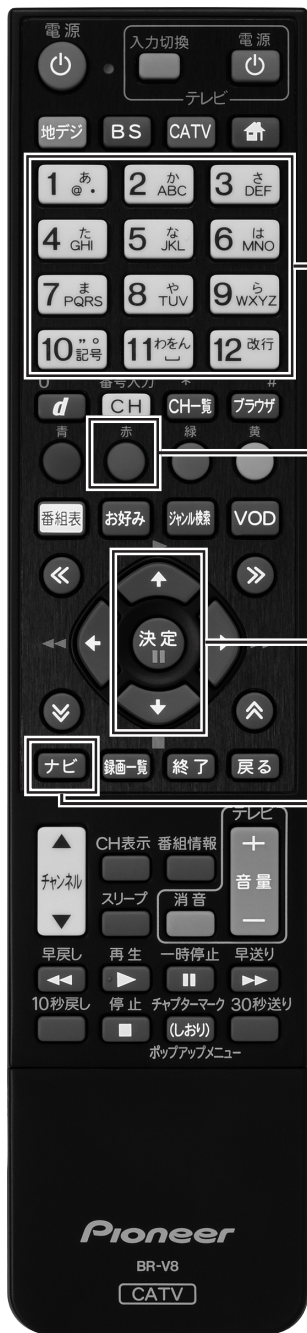 電源
入力切換 電源
テレビ
地デジ BS CATV
1 あ @. 2 か ABC 3 さ DEF
4 た GHI 5 な JKL 6 は MNO
7 ま PQRS 8 や TUV 9 ら WXYZ
10 ゛゜記号 11 わをん 12 改行
番号入力 * #
d CH CH一覧 ブラウザ
青 赤 緑 黄
番組表 お好み ジャンル検索 VOD
決定
ナビ 録画一覧 終了 戻る
テレビ
チャンネル CH表示 番組情報 + 音量 -
スリープ 消音
早戻し 再生 一時停止 早送り
10秒戻し 停止 チャプターマーク 30秒送り
(しおり)
ポップアップメニュー
Pioneer
BR-V8
CATV